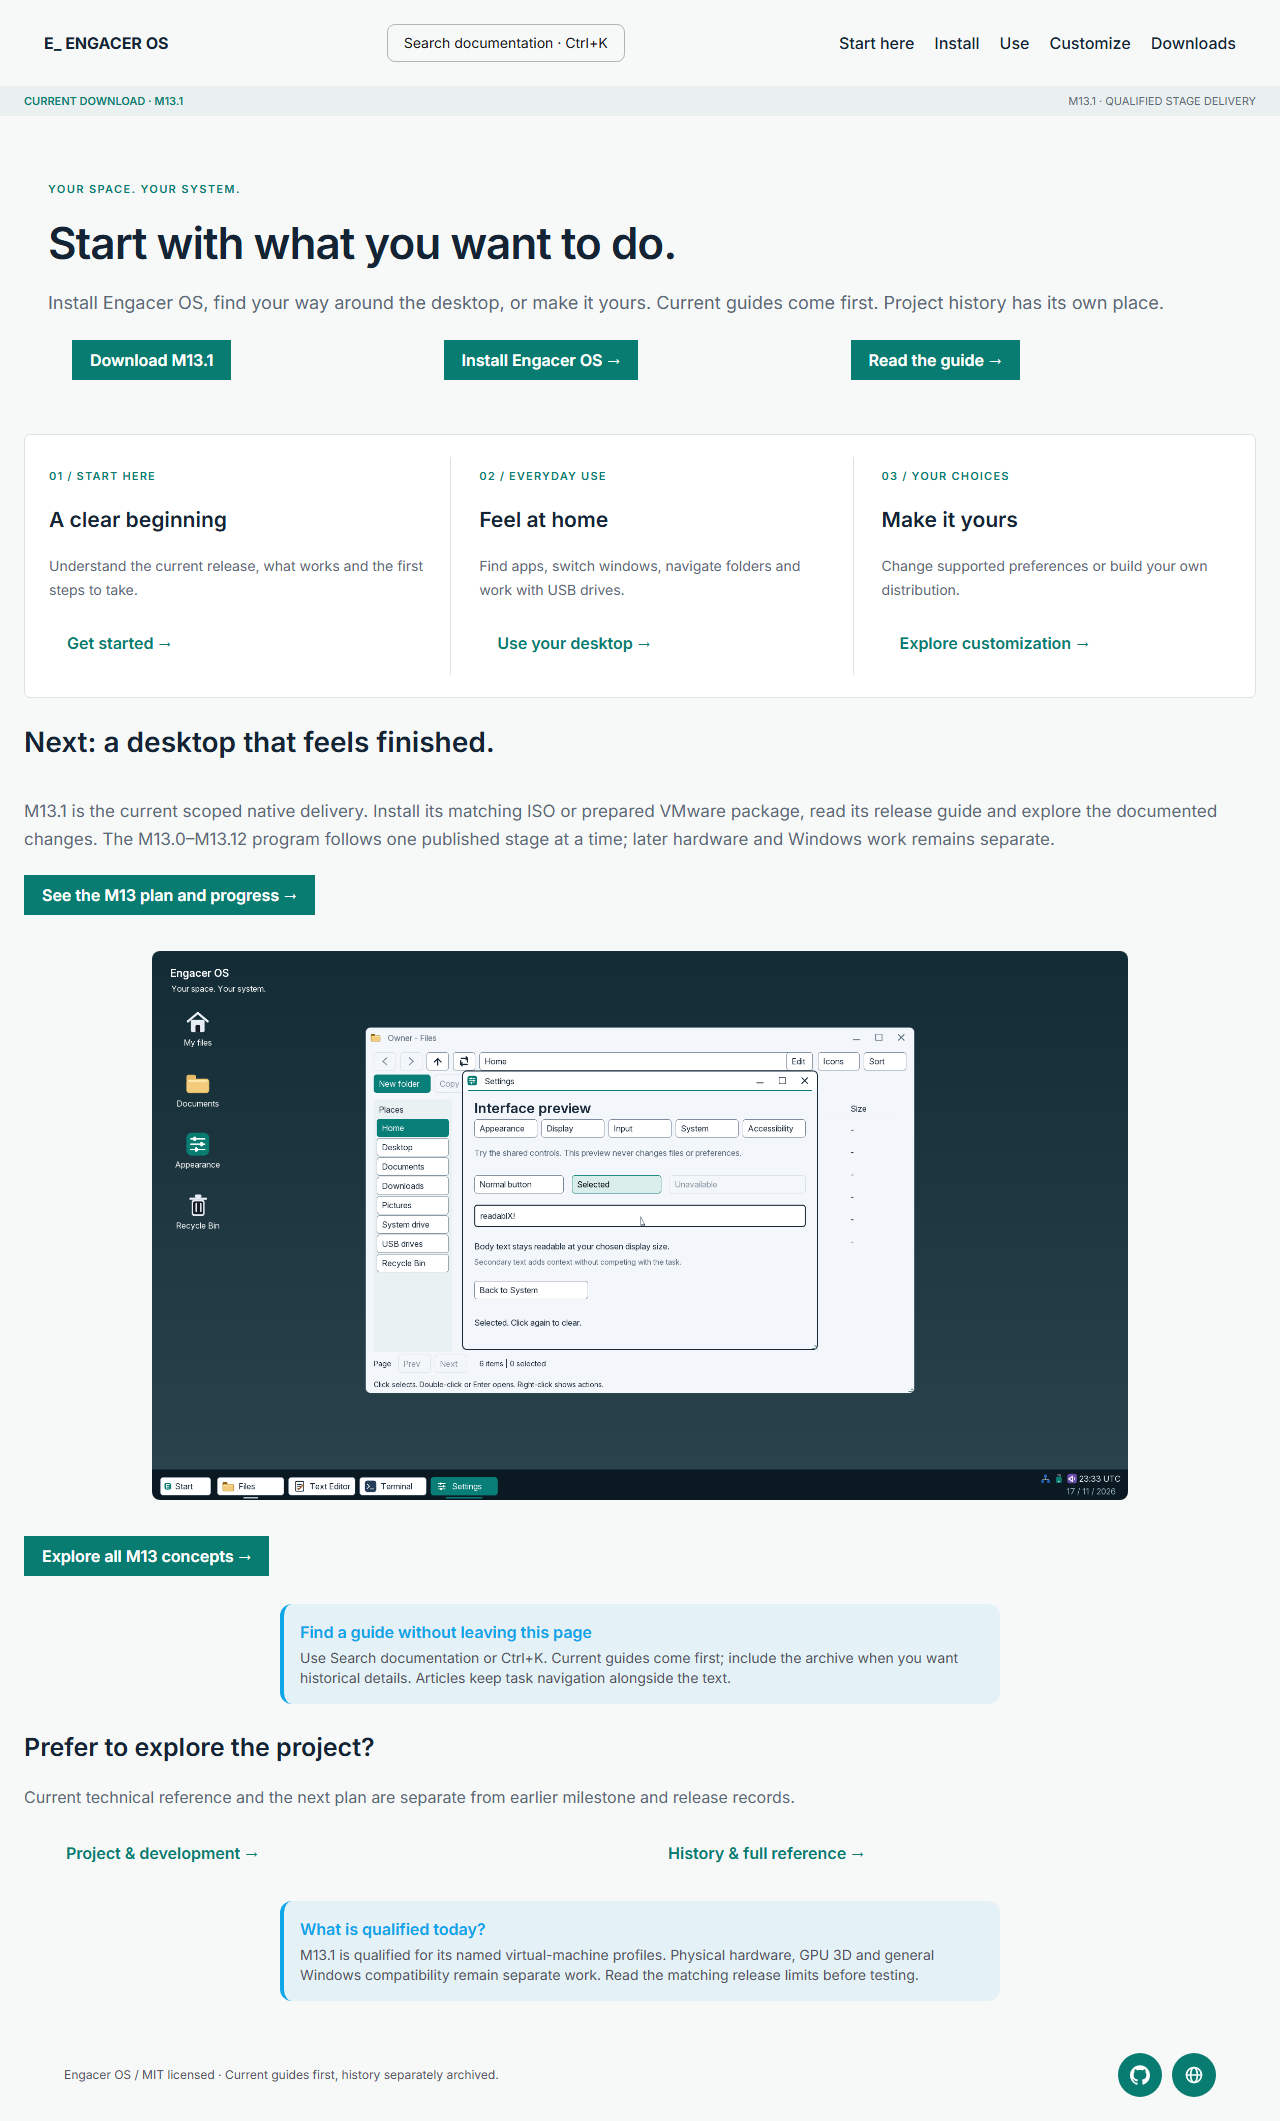 E_ ENGACER OS
Search documentation · Ctrl+K
Start here Install Use Customize Downloads
CURRENT DOWNLOAD · M13.1
M13.1 · QUALIFIED STAGE DELIVERY
YOUR SPACE. YOUR SYSTEM.
Start with what you want to do.
Install Engacer OS, find your way around the desktop, or make it yours. Current guides come first. Project history has its own place.
Download M13.1
Install Engacer OS →
Read the guide →
01 / START HERE
A clear beginning
Understand the current release, what works and the first
steps to take.
Get started →
02 / EVERYDAY USE
Feel at home
Find apps, switch windows, navigate folders and
work with USB drives.
Use your desktop →
03 / YOUR CHOICES
Make it yours
Change supported preferences or build your own
distribution.
Explore customization →
Next: a desktop that feels finished.
M13.1 is the current scoped native delivery. Install its matching ISO or prepared VMware package, read its release guide and explore the documented
changes. The M13.0–M13.12 program follows one published stage at a time; later hardware and Windows work remains separate.
See the M13 plan and progress →
Engacer OS
Your space. Your system.
My files
Documents
Appearance
Recycle Bin
Owner - Files
Home
Edit
Icons
Sort
New folder
Copy
Places
Home
Desktop
Documents
Downloads
Pictures
System drive
USB drives
Recycle Bin
Size
-
-
-
-
-
-
Settings
Interface preview
Appearance
Display
Input
System
Accessibility
Try the shared controls. This preview never changes files or preferences.
Normal button
Selected
Unavailable
readablX!
Body text stays readable at your chosen display size.
Secondary text adds context without competing with the task.
Back to System
Selected. Click again to clear.
Page
Prev
Next
6 items | 0 selected
Click selects. Double-click or Enter opens. Right-click shows actions.
Start
Files
Text Editor
Terminal
Settings
23:33 UTC
17 / 11 / 2026
Explore all M13 concepts →
Find a guide without leaving this page
Use Search documentation or Ctrl+K. Current guides come first; include the archive when you want
historical details. Articles keep task navigation alongside the text.
Prefer to explore the project?
Current technical reference and the next plan are separate from earlier milestone and release records.
Project & development →
History & full reference →
What is qualified today?
M13.1 is qualified for its named virtual-machine profiles. Physical hardware, GPU 3D and general
Windows compatibility remain separate work. Read the matching release limits before testing.
Engacer OS / MIT licensed · Current guides first, history separately archived.